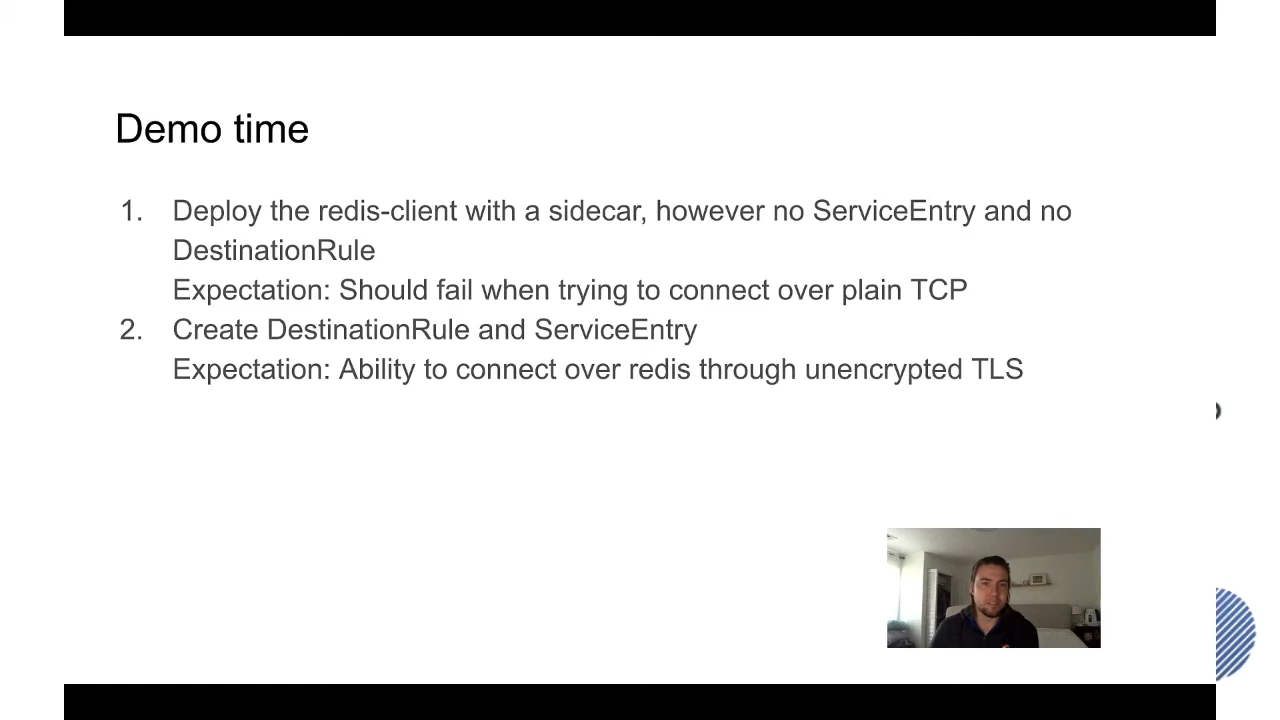 Demo time
1. Deploy the redis-client with a sidecar, however no ServiceEntry and no
DestinationRule
Expectation: Should fail when trying to connect over plain TCP
2. Create DestinationRule and ServiceEntry
Expectation: Ability to connect over redis through unencrypted TLS